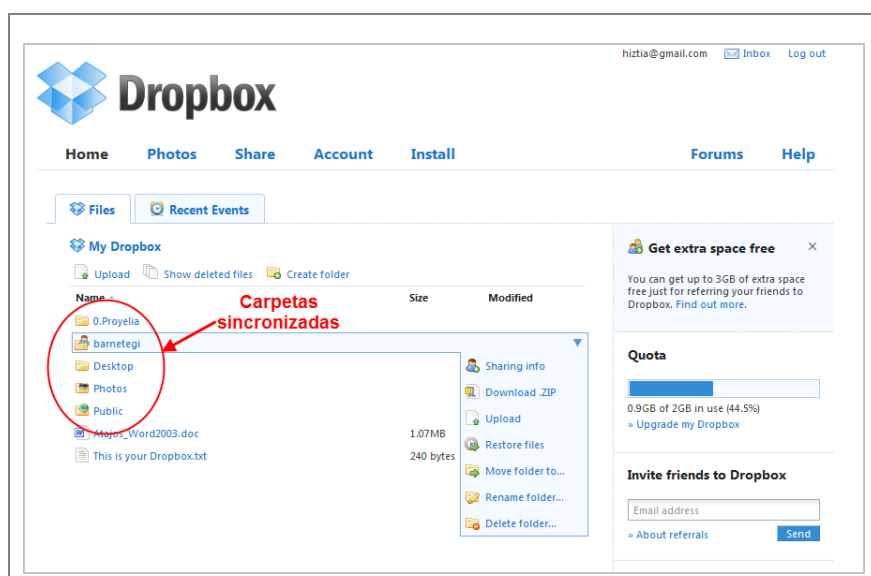 hiztia@gmail.com Inbox Log out
Dropbox
Home Photos Share Account Install Forums Help
Files Recent Events
My Dropbox
Upload Show deleted files Create folder
Name Size Modified
Carpetas
sincronizadas
0.Proyelia
barnetegi
Desktop
Photos
Public
Atajos_Word2003.doc 1.07MB
This is your Dropbox.txt 240 bytes
Sharing info
Download .ZIP
Upload
Restore files
Move folder to...
Rename folder...
Delete folder...
Get extra space free ×
You can get up to 3GB of extra space
free just for referring your friends to
Dropbox. Find out more.
Quota
0.9GB of 2GB in use (44.5%)
» Upgrade my Dropbox
Invite friends to Dropbox
Email address
» About referrals Send